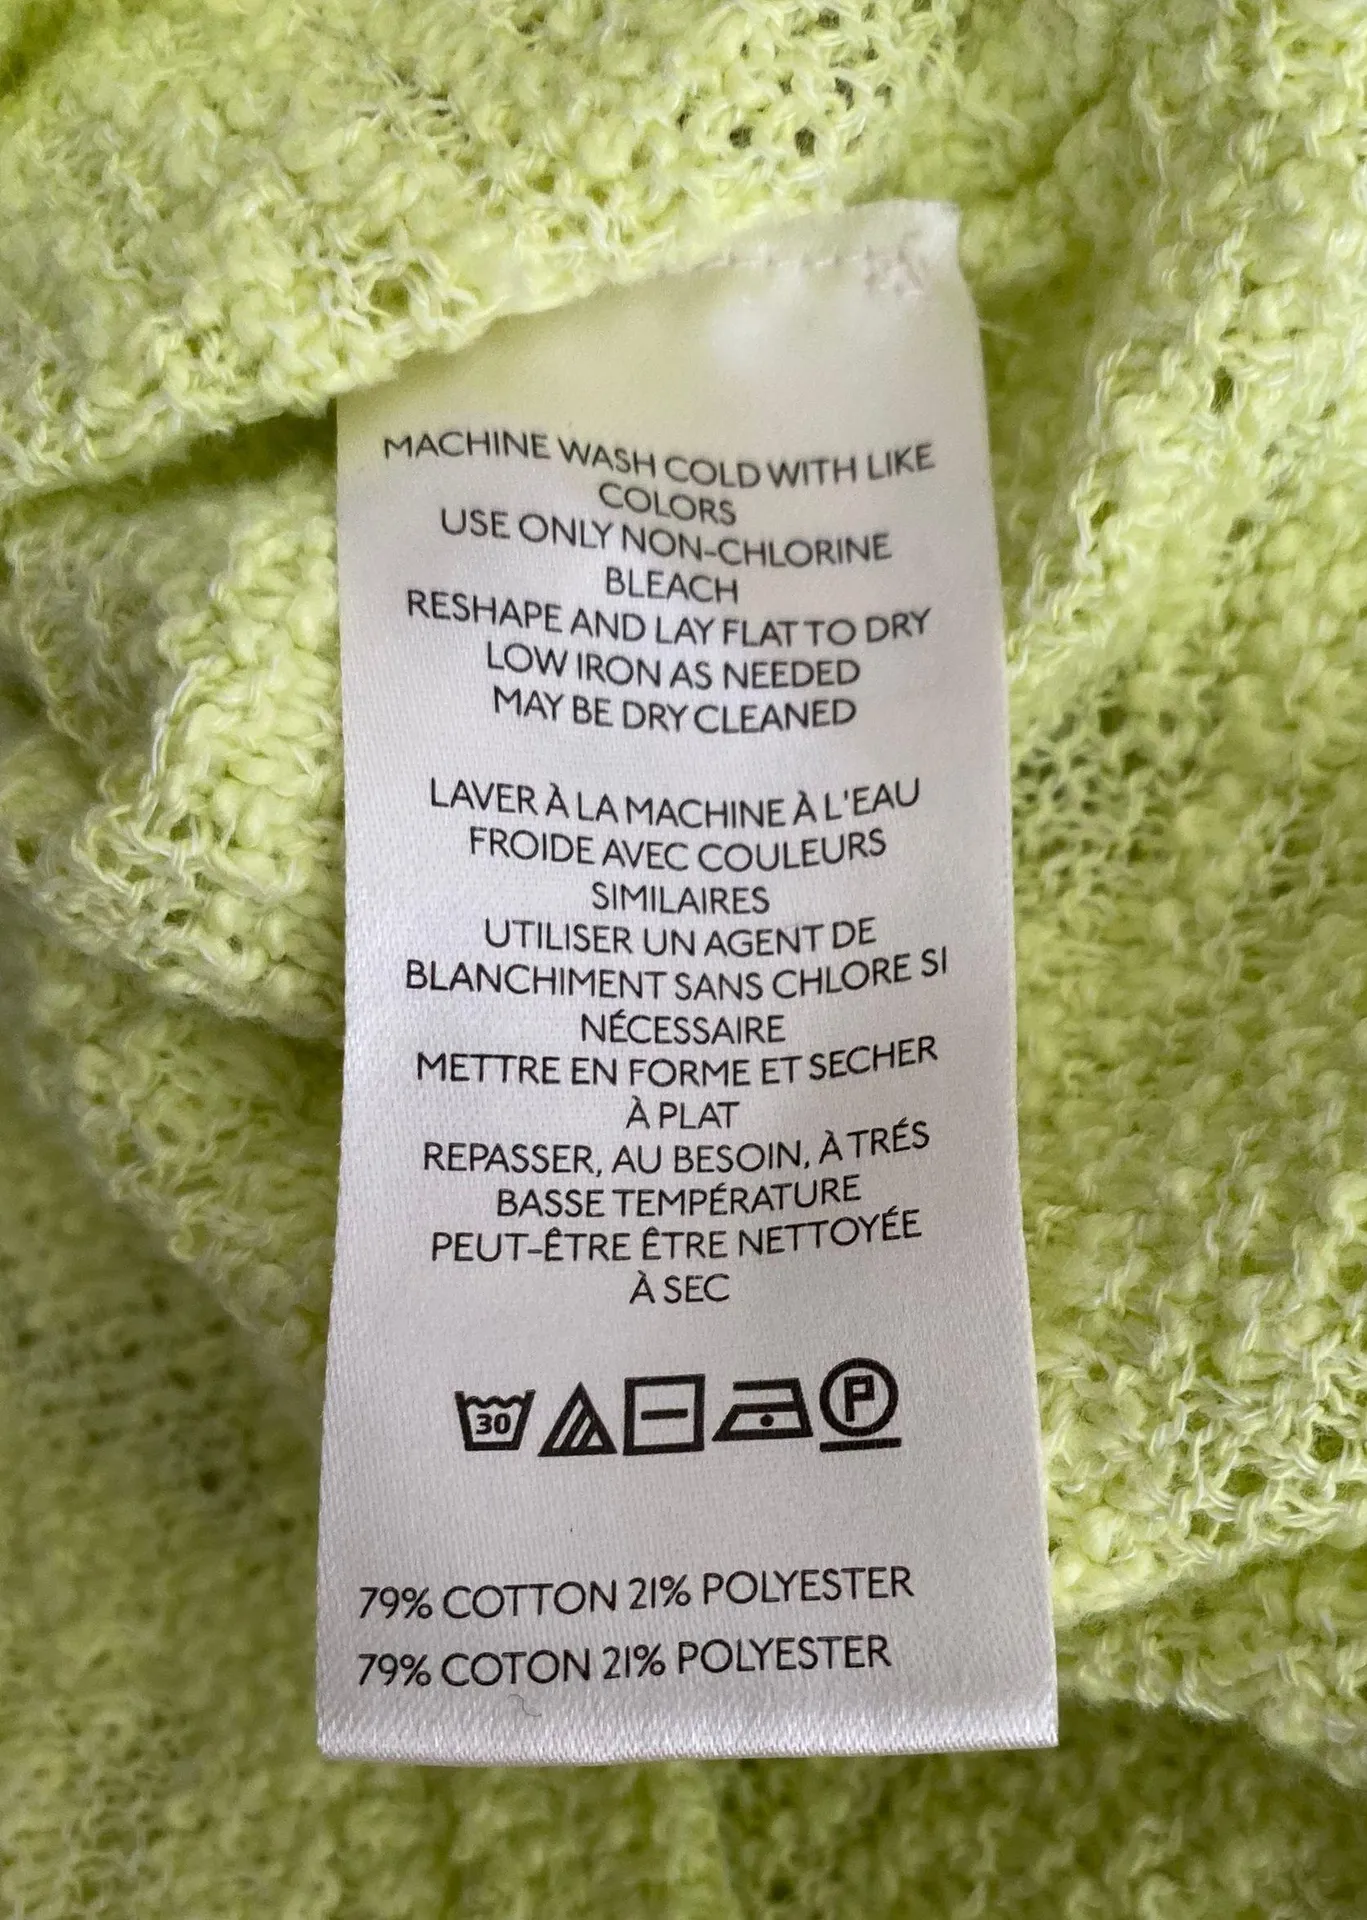 MACHINE WASH COLD WITH LIKE
COLORS
USE ONLY NON-CHLORINE
BLEACH
RESHAPE AND LAY FLAT TO DRY
LOW IRON AS NEEDED
MAY BE DRY CLEANED
LAVER À LA MACHINE À L'EAU
FROIDE AVEC COULEURS
SIMILAIRES
UTILISER UN AGENT DE
BLANCHIMENT SANS CHLORE SI
NÉCESSAIRE
METTRE EN FORME ET SECHER
À PLAT
REPASSER, AU BESOIN, À TRÉS
BASSE TEMPÉRATURE
PEUT-ÊTRE ÊTRE NETTOYÉE
À SEC
30 P
79% COTTON 21% POLYESTER
79% COTON 21% POLYESTER